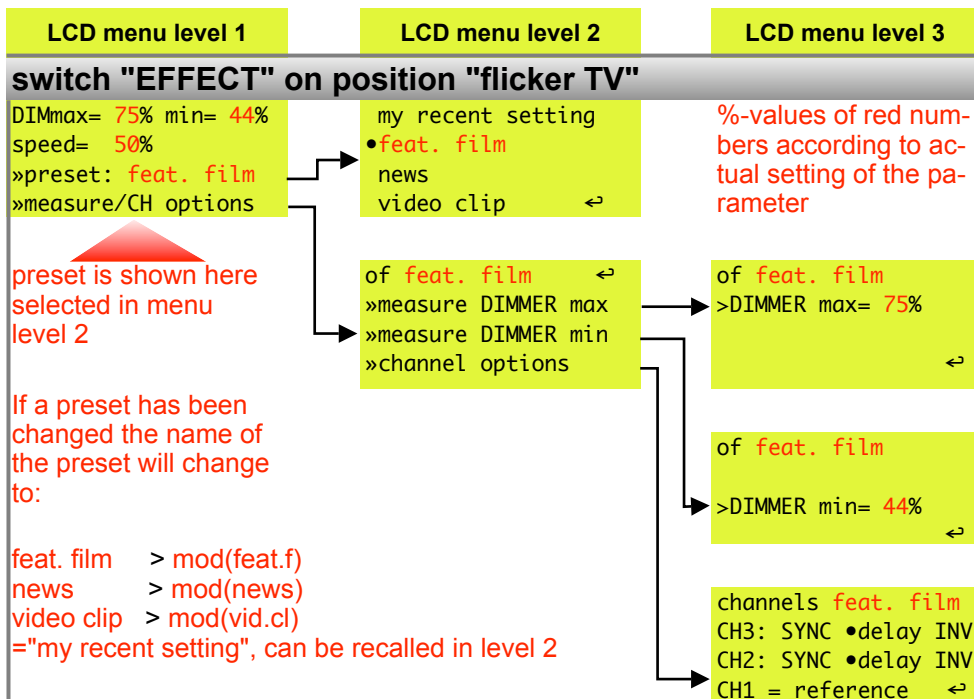 LCD menu level 1
LCD menu level 2
LCD menu level 3
switch "EFFECT" on position "flicker TV"
DIMmax= 75% min= 44%
speed= 50%
»preset: feat. film
»measure/CH options
my recent setting
•feat. film
news
video clip ↩
%-values of red num-
bers according to ac-
tual setting of the pa-
rameter
preset is shown here
selected in menu
level 2
of feat. film ↩
»measure DIMMER max
»measure DIMMER min
»channel options
of feat. film
>DIMMER max= 75%
↩
If a preset has been
changed the name of
the preset will change
to:
of feat. film
>DIMMER min= 44%
↩
feat. film > mod(feat.f)
news > mod(news)
video clip > mod(vid.cl)
="my recent setting", can be recalled in level 2
channels feat. film
CH3: SYNC •delay INV
CH2: SYNC •delay INV
CH1 = reference ↩